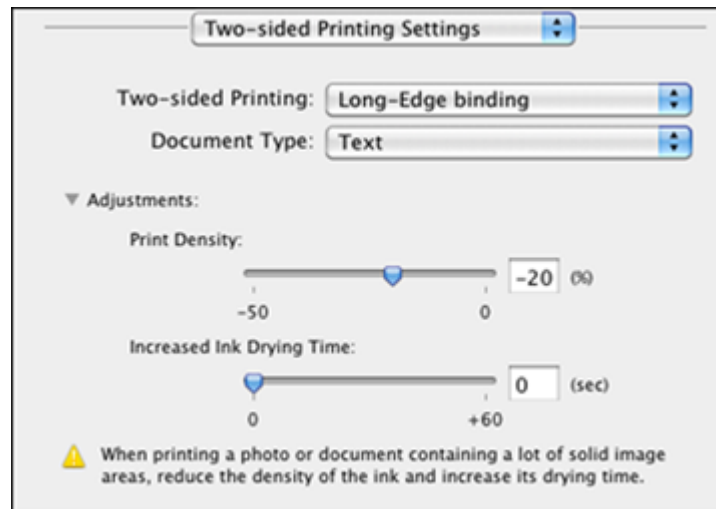 Two-sided Printing Settings
Two-sided Printing: Long-Edge binding
Document Type: Text
Adjustments:
Print Density:
-20 (%)
-50 0
Increased Ink Drying Time:
0 (sec)
0 +60
When printing a photo or document containing a lot of solid image
areas, reduce the density of the ink and increase its drying time.